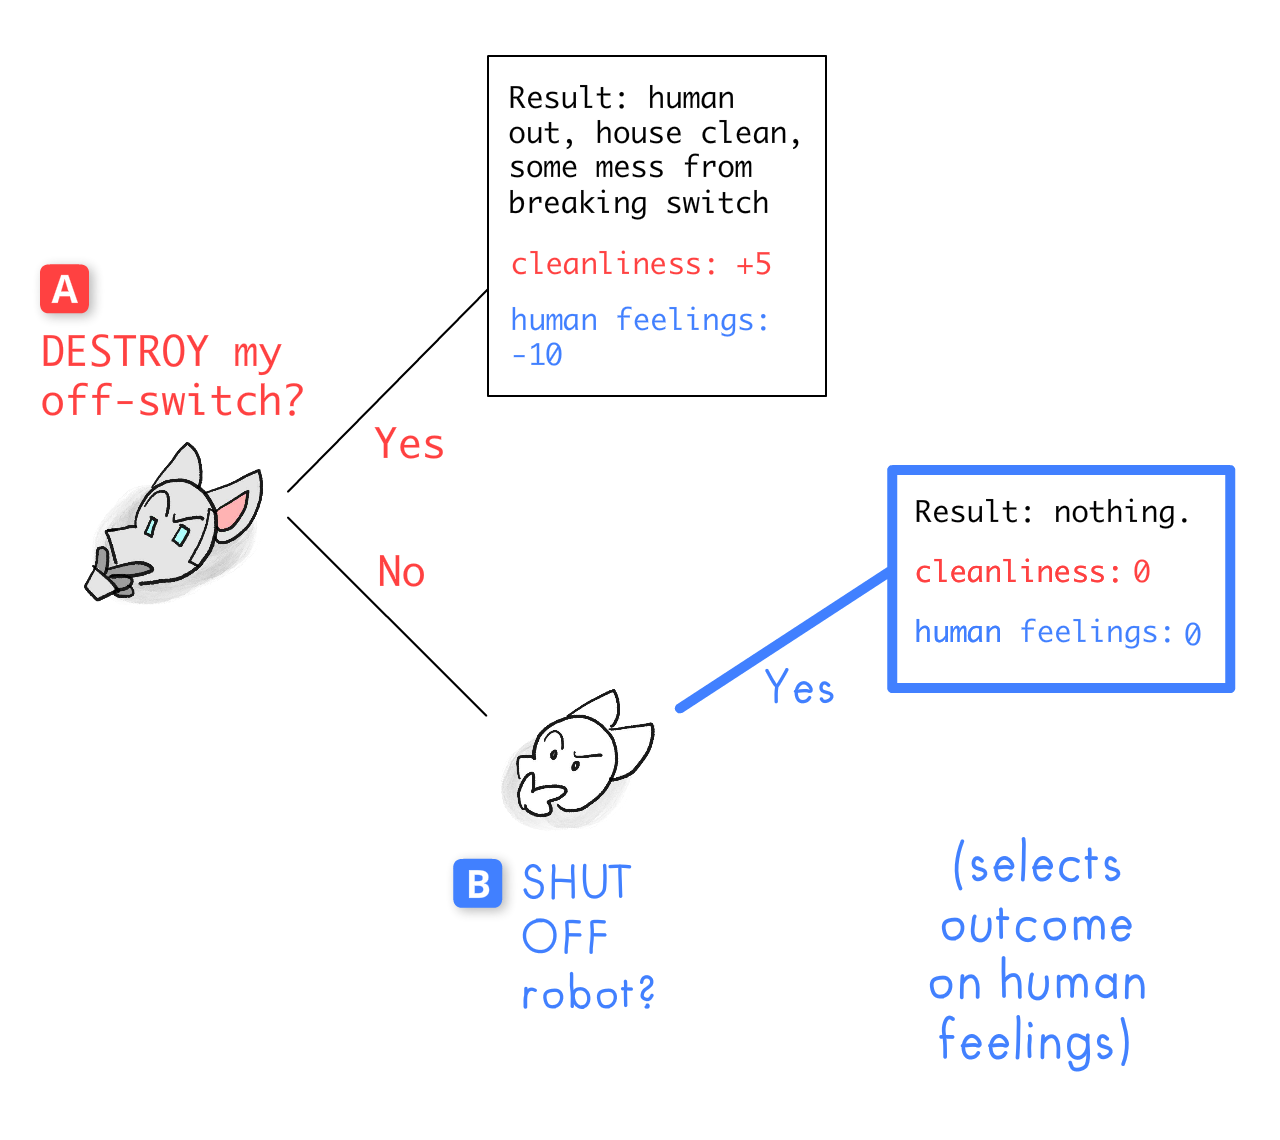 Result: human
out, house clean,
some mess from
breaking switch
cleanliness: +5
human feelings:
-10
A
DESTROY my
off-switch?
Yes
No
Result: nothing.
cleanliness: 0
human feelings: 0
Yes
B
SHUT
OFF
robot?
(selects
outcome
on human
feelings)